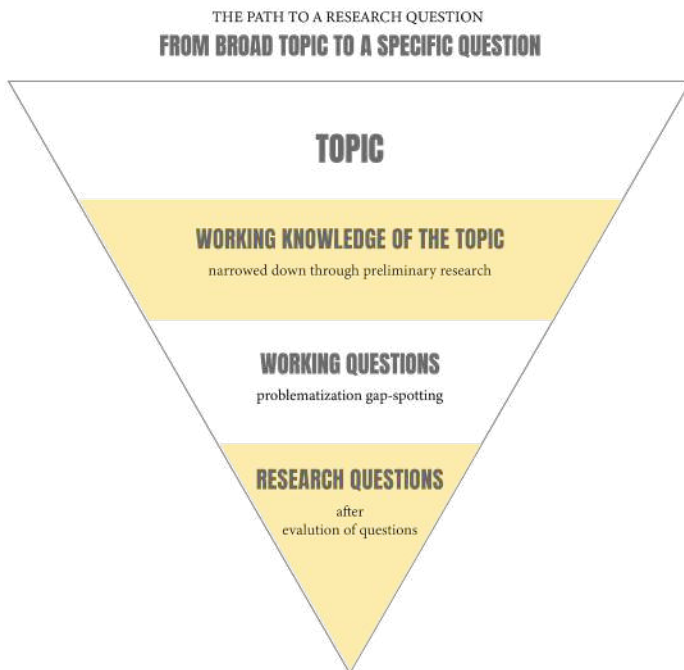 THE PATH TO A RESEARCH QUESTION
FROM BROAD TOPIC TO A SPECIFIC QUESTION
TOPIC
WORKING KNOWLEDGE OF THE TOPIC
narrowed down through preliminary research
WORKING QUESTIONS
problematization gap-spotting
RESEARCH QUESTIONS
after
evalution of questions